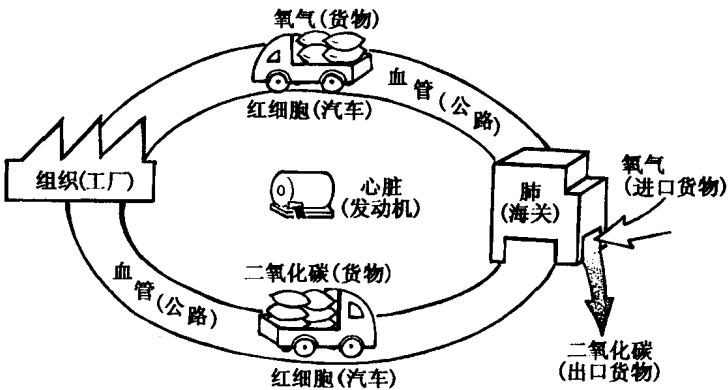 氧气(货物)
红细胞(汽车)
血管(公路)
组织(工厂)
心脏
(发动机)
肺
(海关)
氧气
(进口货物)
二氧化碳(货物)
血管(公路)
红细胞(汽车)
二氧化碳
(出口货物)